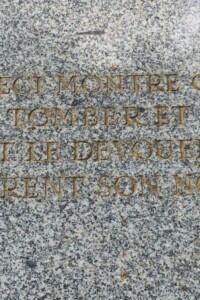 ECI MONTRE C
TOMBER ET
T SE DEVOUE
RENT SON N